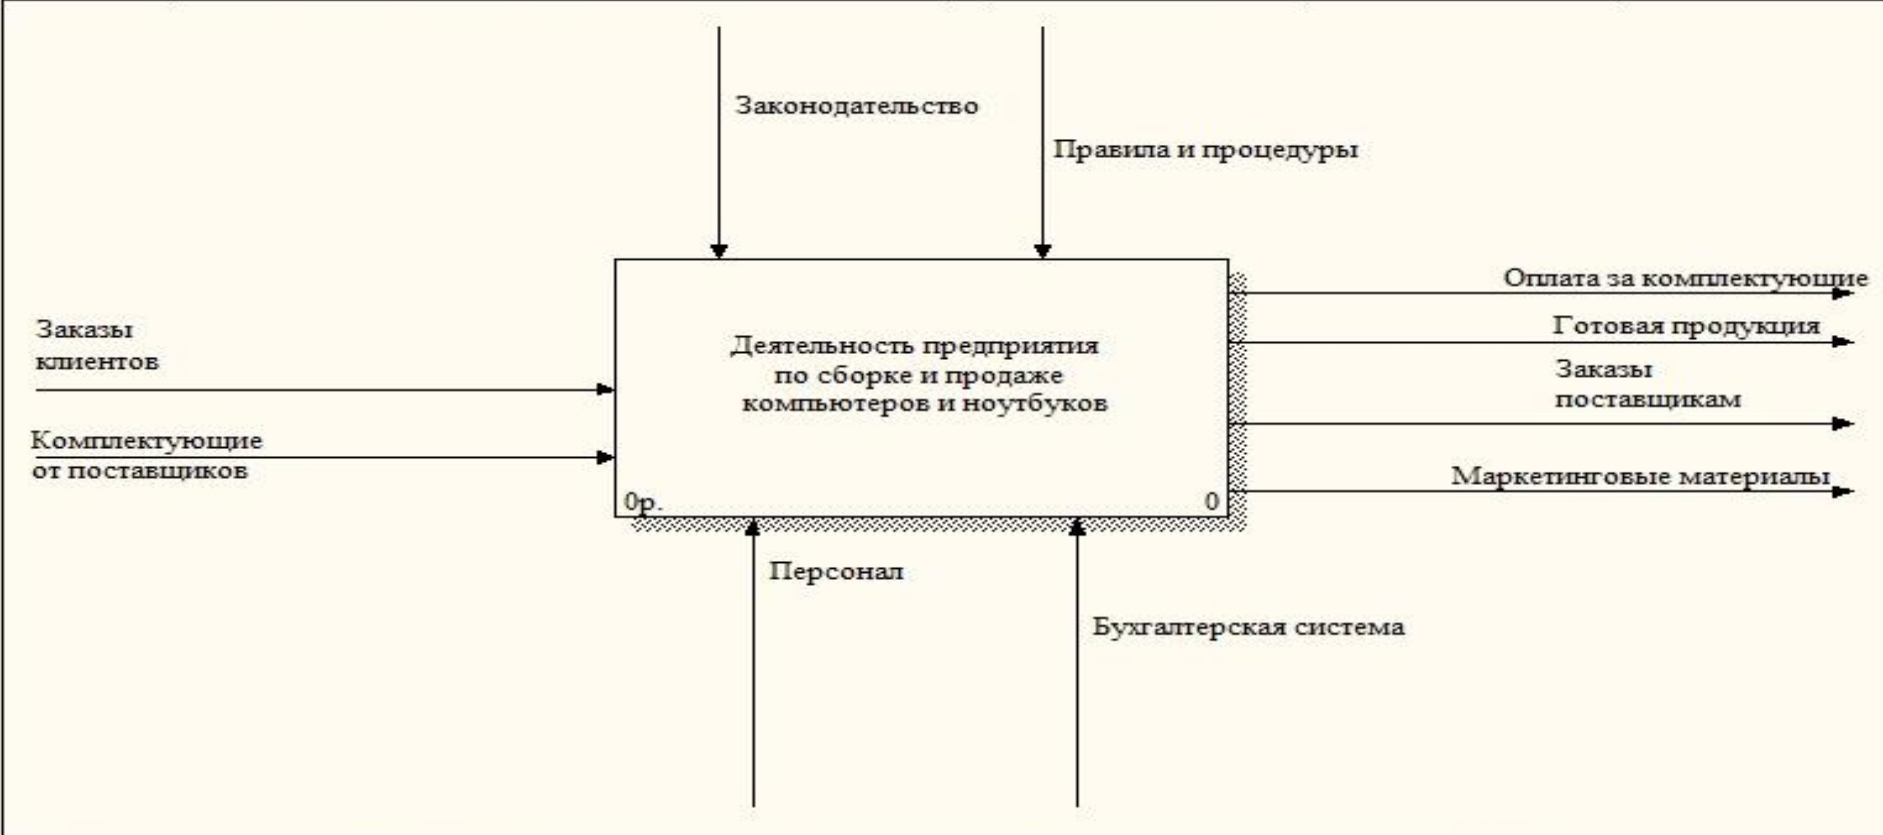 Законодательство
Правила и процедуры
Оплата за комплектующие
Готовая продукция
Заказы
клиентов
Деятельность предприятия
по сборке и продаже
компьютеров и ноутбуков
Заказы
поставщикам
Комплектующие
от поставщиков
Маркетинговые материалы
0р.
0
Персонал
Бухгалтерская система